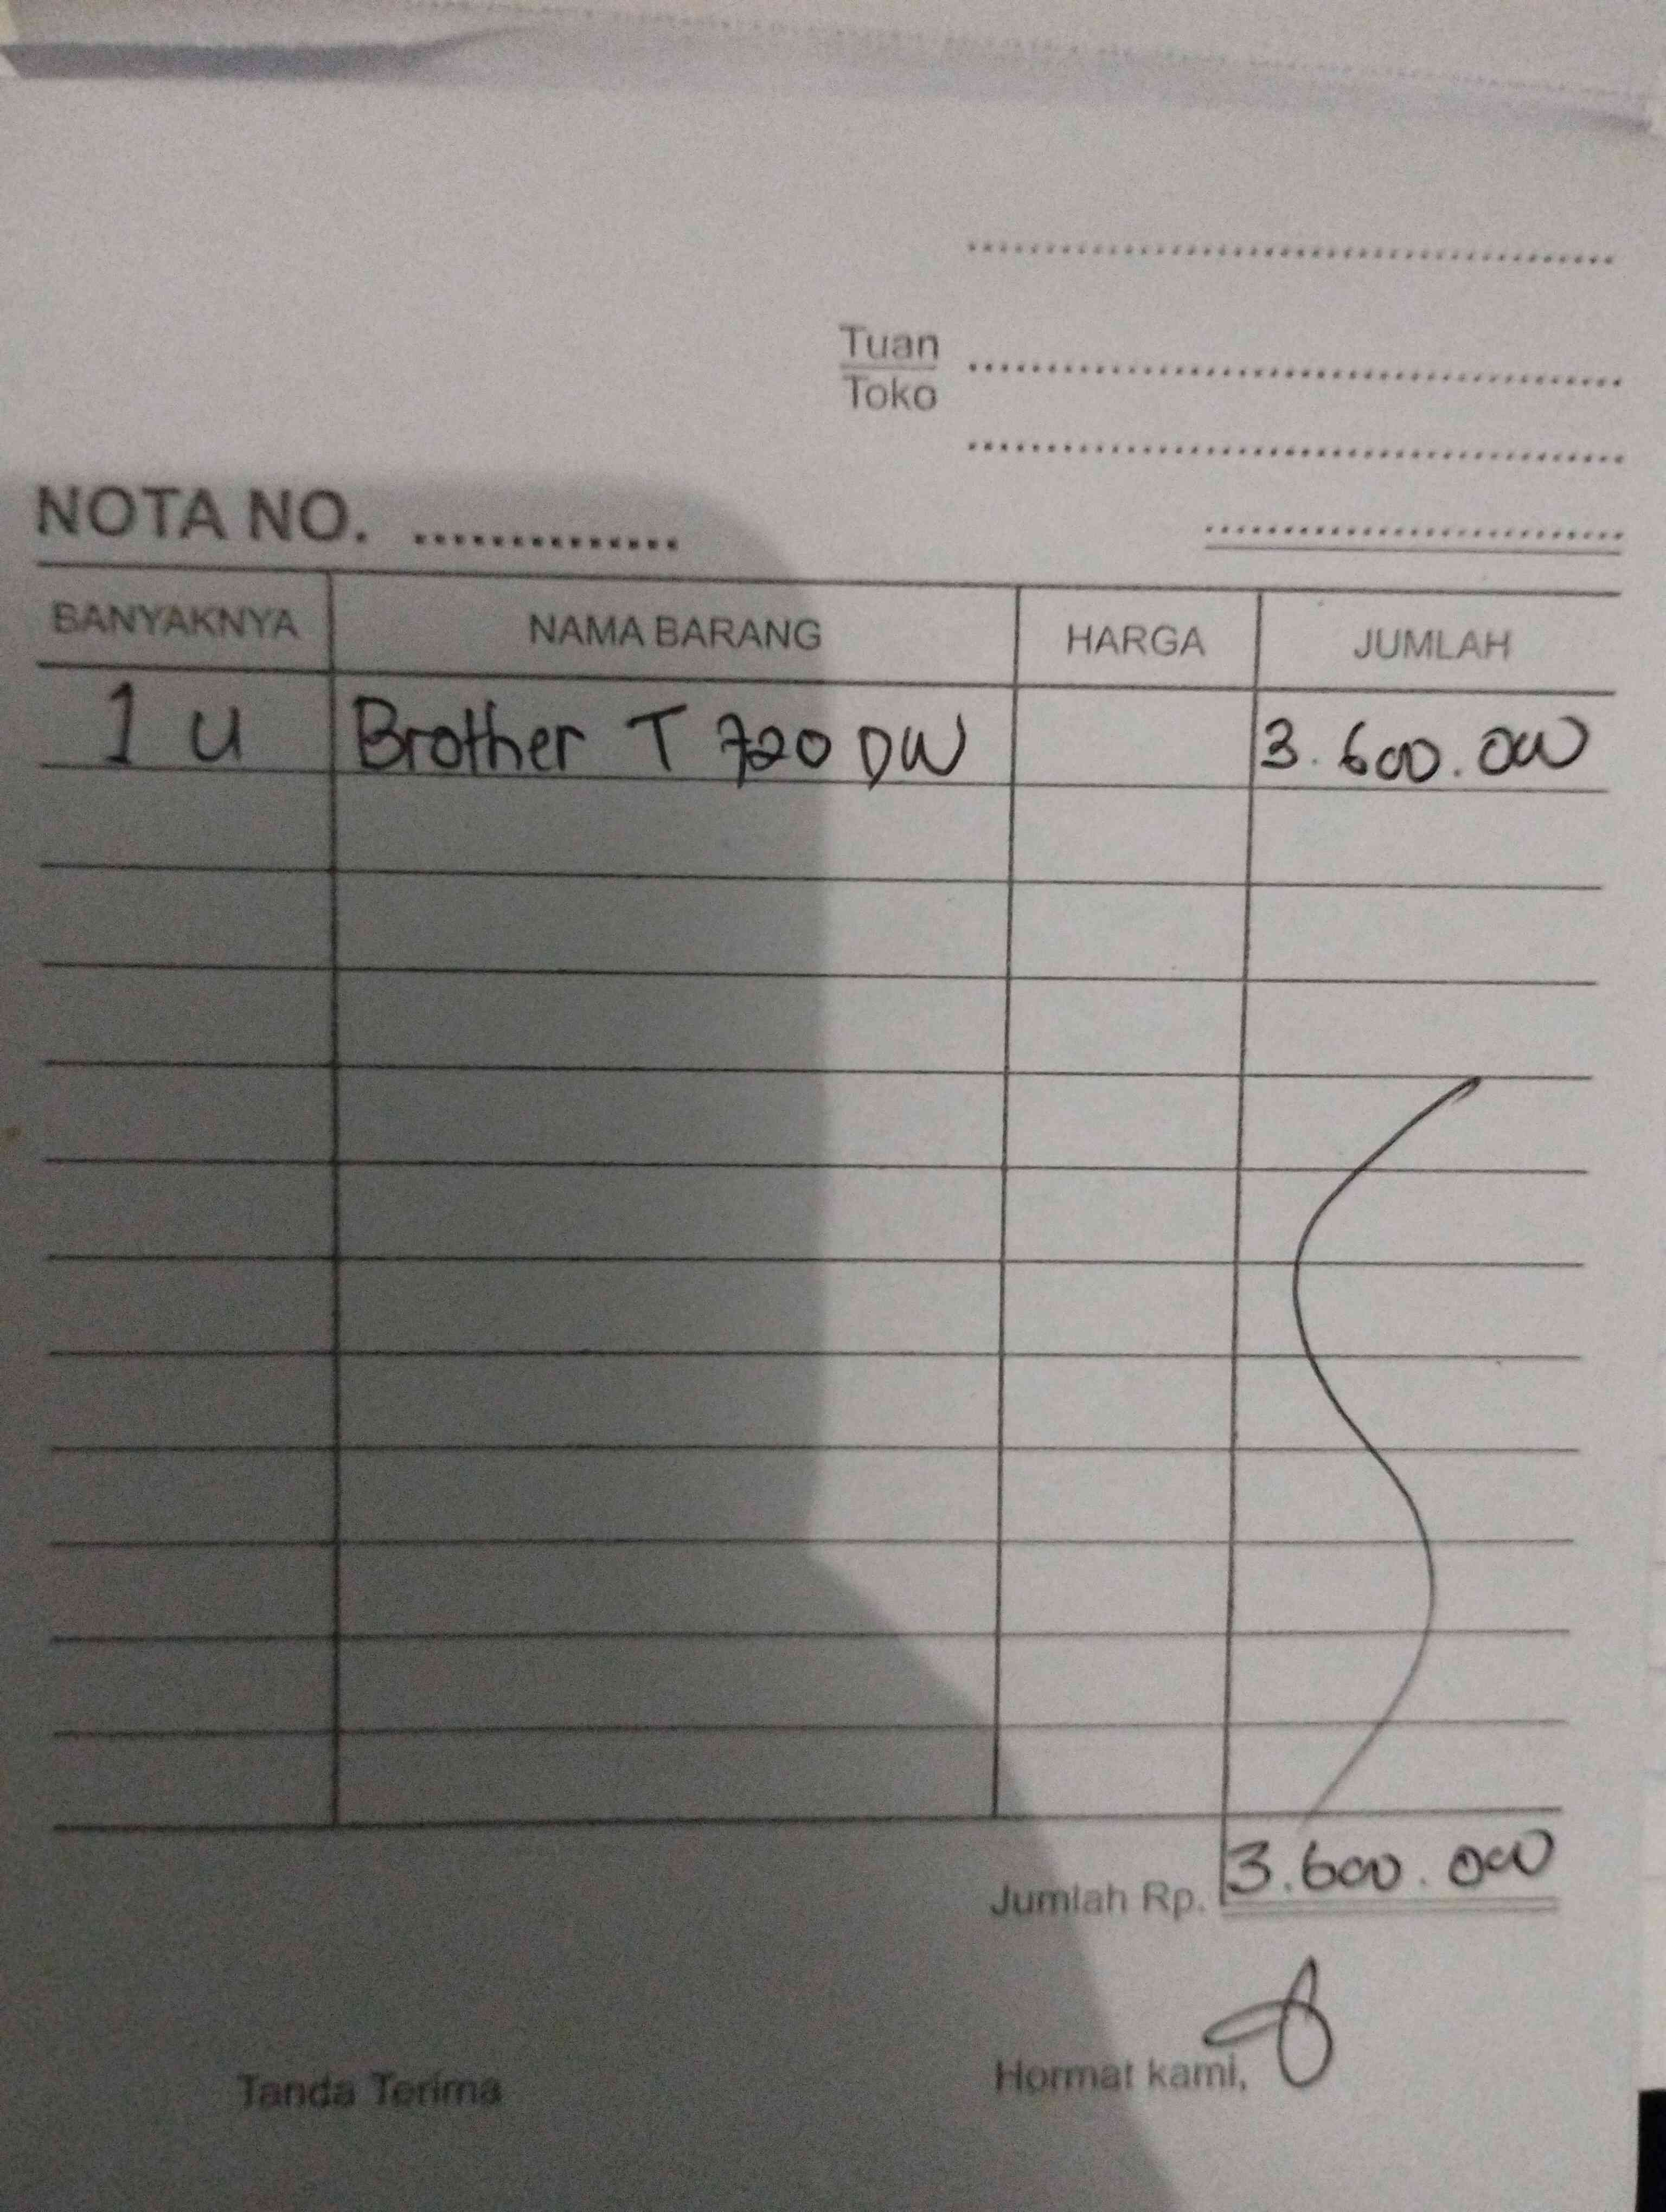 Tuan
Toko
NOTA NO. ..............
BANYAKNYA NAMA BARANG HARGA JUMLAH
1 U Brother T 720 DW 3.600.000
Jumlah Rp. 3.600.000
Tanda Terima Hormat kami,